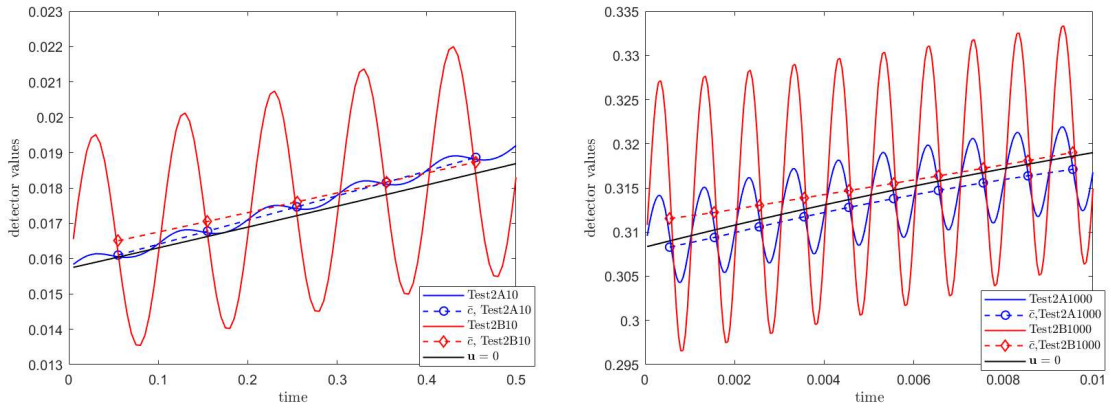 0.023
0.022
0.021
0.02
0.019
0.018
0.017
0.016
0.015
0.014
0.013
detector values
0 0.1 0.2 0.3 0.4 0.5
time
Test2A10
c̄, Test2A10
Test2B10
c̄, Test2B10
u = 0
0.335
0.33
0.325
0.32
0.315
0.31
0.305
0.3
0.295
detector values
0 0.002 0.004 0.006 0.008 0.01
time
Test2A1000
c̄,Test2A1000
Test2B1000
c̄,Test2B1000
u = 0